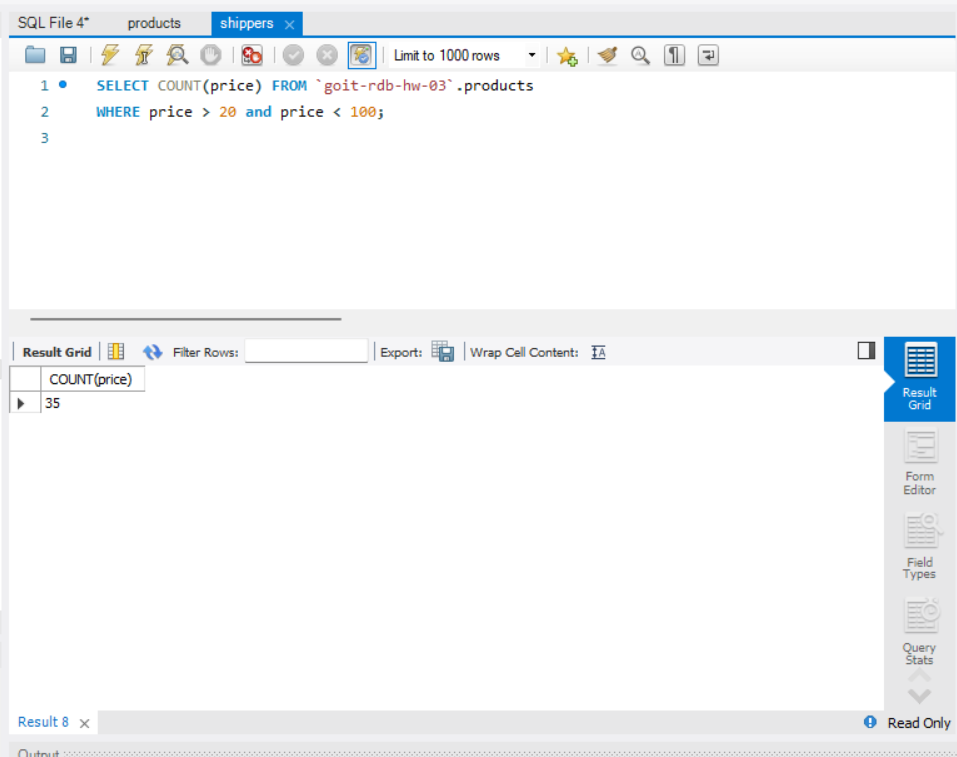 SQL File 4* products shippers
Limit to 1000 rows
1 SELECT COUNT(price) FROM `goit-rdb-hw-03`.products
2 WHERE price > 20 and price < 100;
3
Result Grid Filter Rows: Export: Wrap Cell Content: IA
COUNT(price)
35
Result
Grid
Form
Editor
Field
Types
Query
Stats
Result 8 Read Only
Output